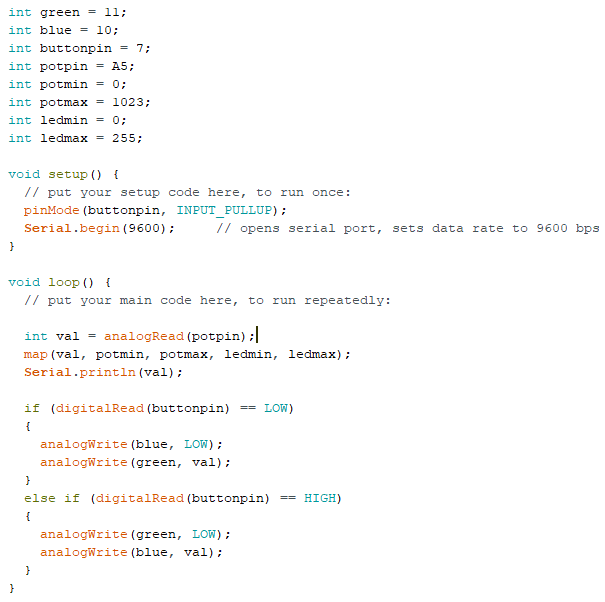 int green = 11;
int blue = 10;
int buttonpin = 7;
int potpin = A5;
int potmin = 0;
int potmax = 1023;
int ledmin = 0;
int ledmax = 255;

void setup() {
  // put your setup code here, to run once:
  pinMode(buttonpin, INPUT_PULLUP);
  Serial.begin(9600);     // opens serial port, sets data rate to 9600 bps
}

void loop() {
  // put your main code here, to run repeatedly:

  int val = analogRead(potpin);
  map(val, potmin, potmax, ledmin, ledmax);
  Serial.println(val);

  if (digitalRead(buttonpin) == LOW)
  {
    analogWrite(blue, LOW);
    analogWrite(green, val);
  }
  else if (digitalRead(buttonpin) == HIGH)
  {
    analogWrite(green, LOW);
    analogWrite(blue, val);
  }
}